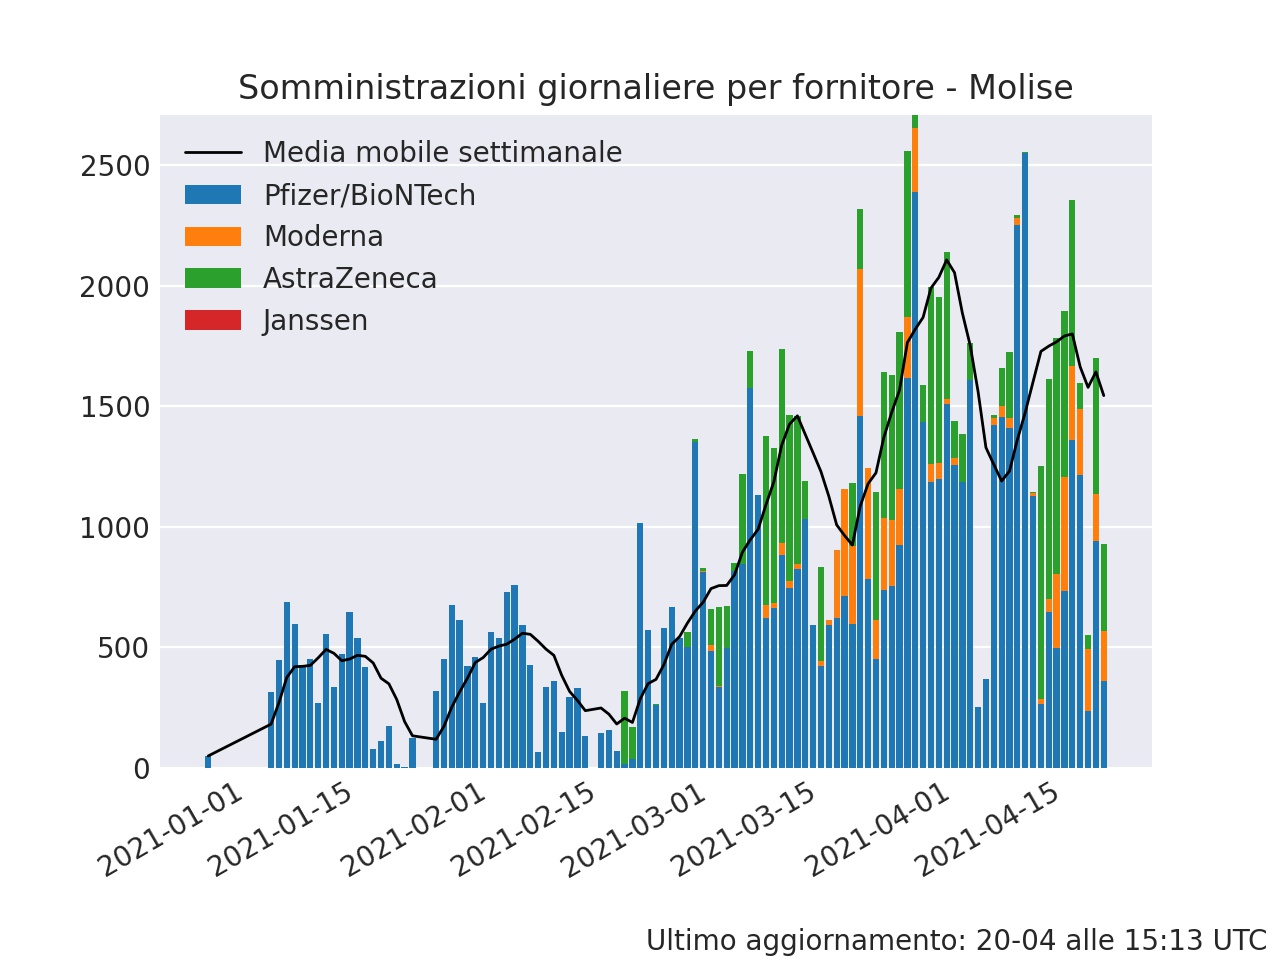 Somministrazioni giornaliere per fornitore - Molise
Media mobile settimanale
Pfizer/BioNTech
Moderna
AstraZeneca
Janssen
2500
2000
1500
1000
500
0
2021-01-01
2021-01-15
2021-02-01
2021-02-15
2021-03-01
2021-03-15
2021-04-01
2021-04-15
Ultimo aggiornamento: 20-04 alle 15:13 UTC